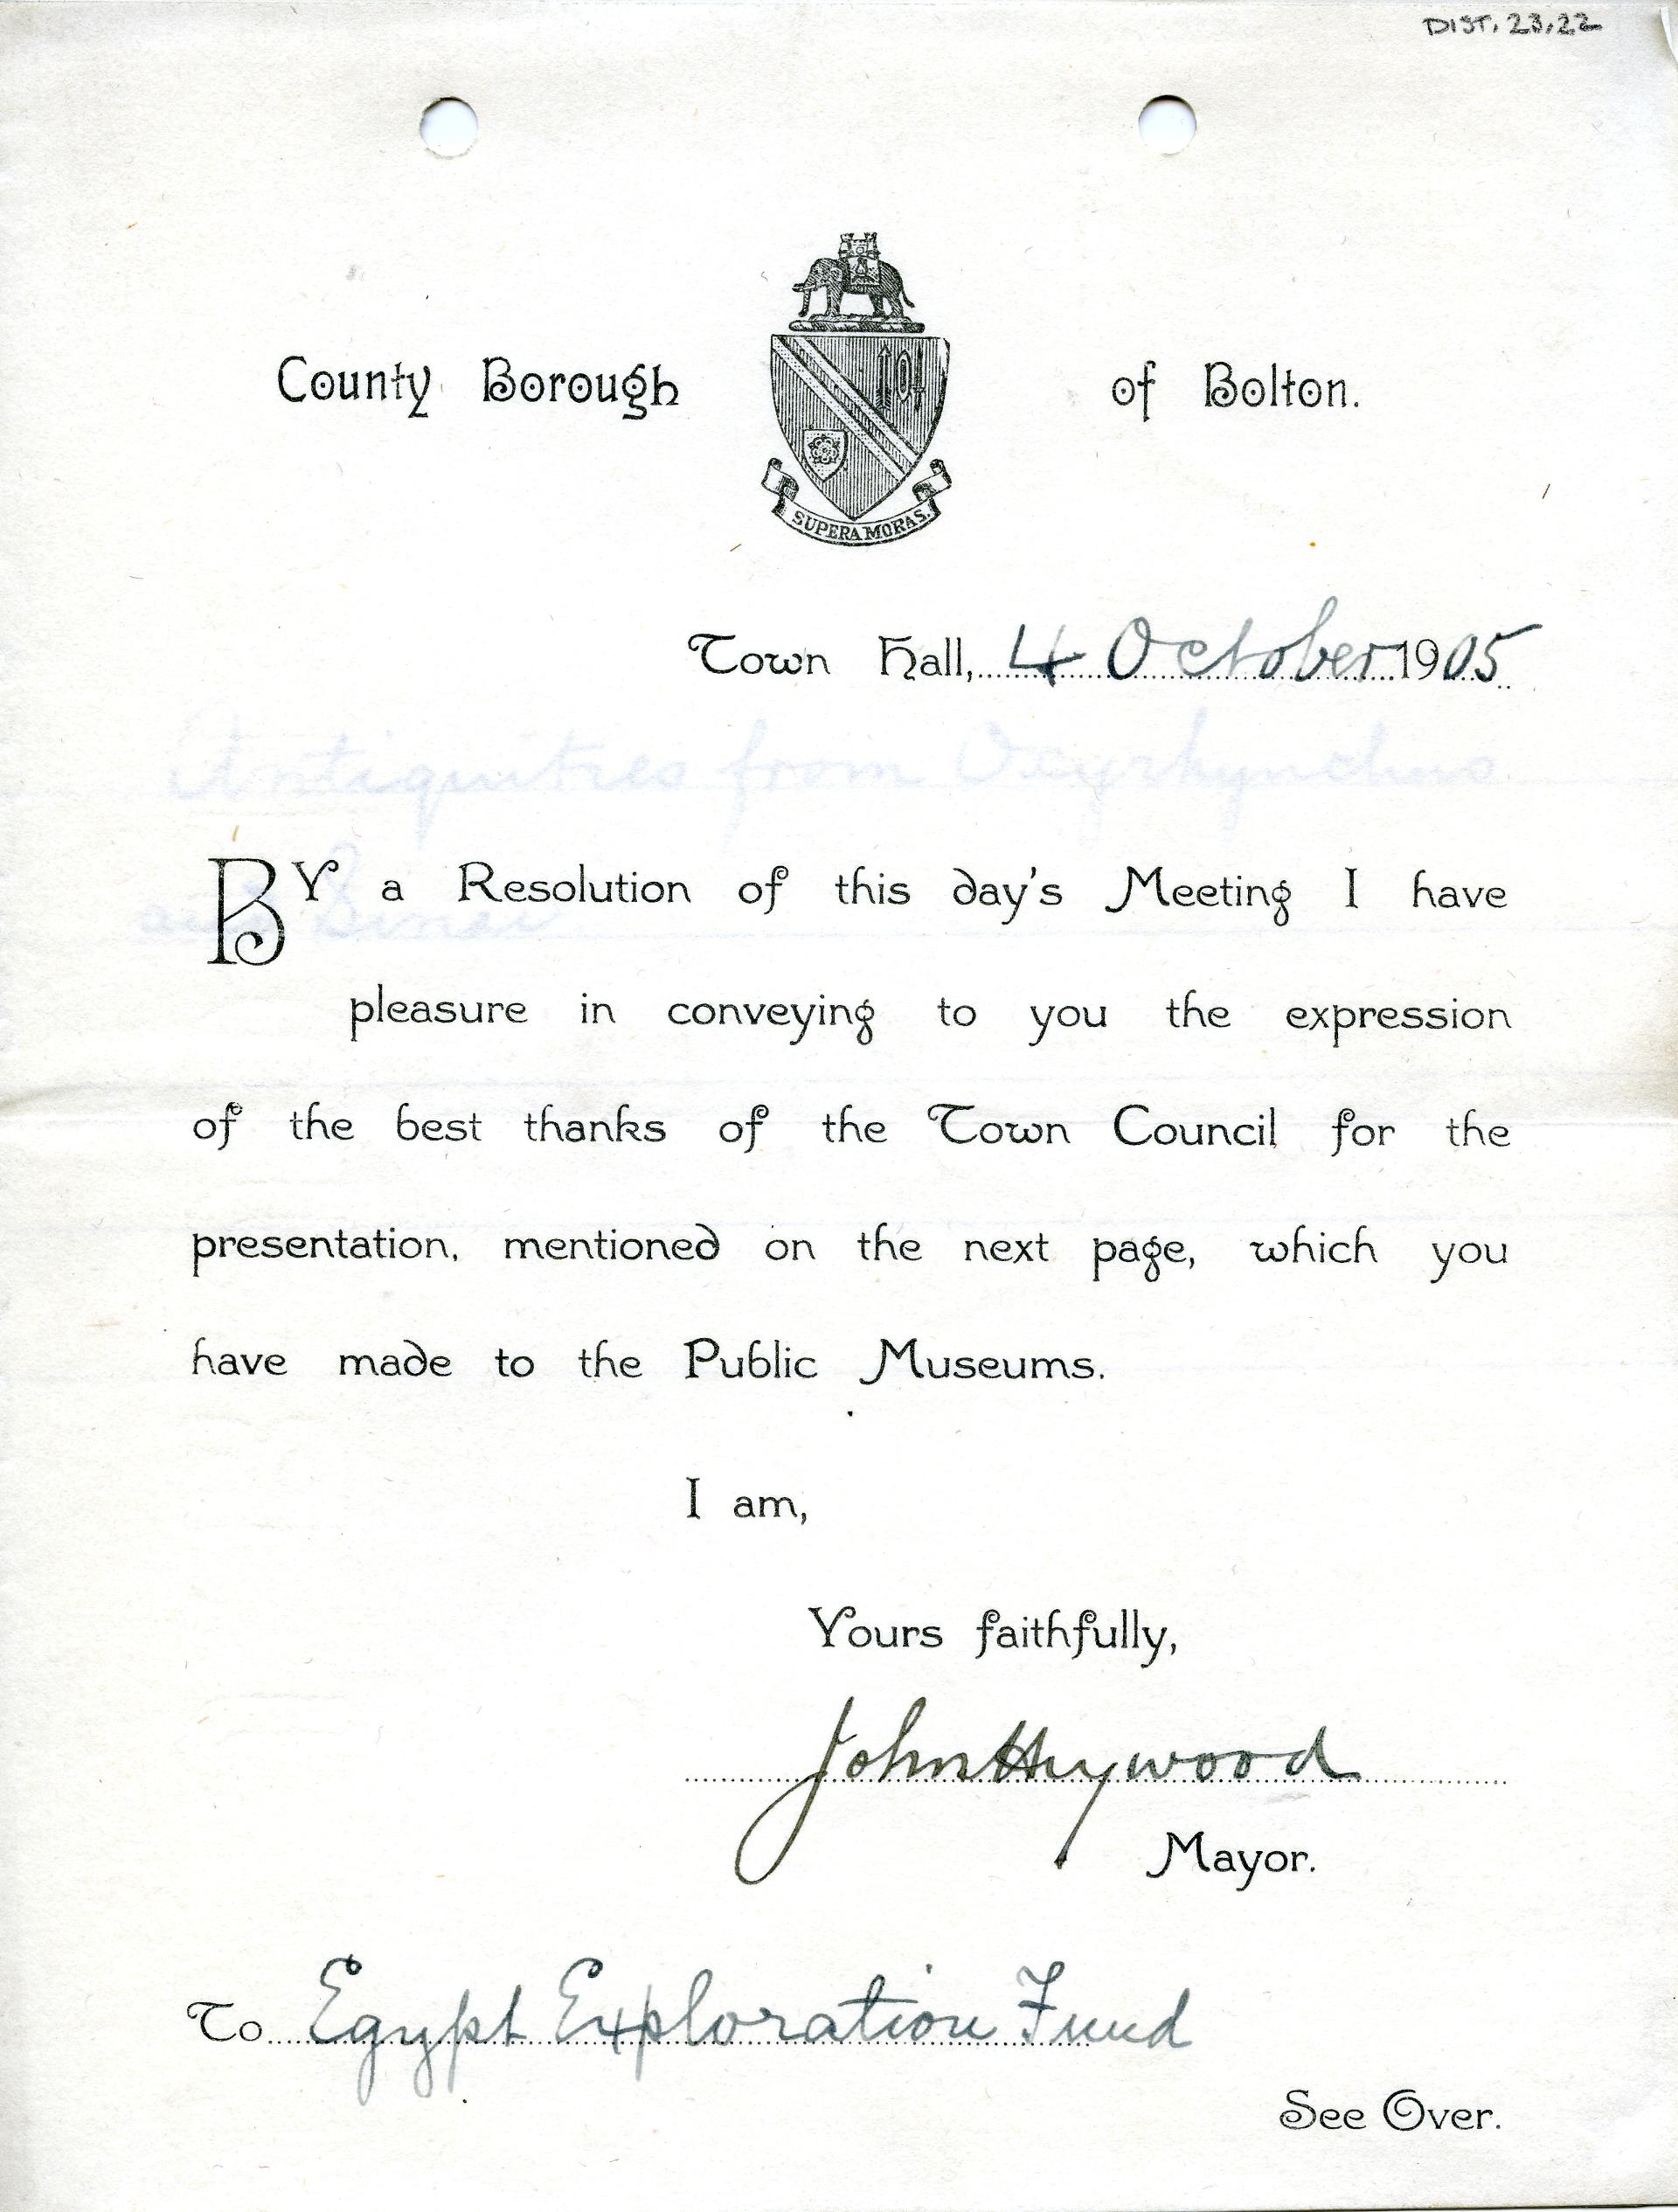 DIST. 23.22
County Borough of Bolton.
SUPERA MORAS.
Town Hall, 4 October 1905
Antiquities from Oxyrhynchus
BY a Resolution of this day's Meeting I have
and Sinai
pleasure in conveying to you the expression
of the best thanks of the Town Council for the
presentation, mentioned on the next page, which you
have made to the Public Museums.
I am,
Yours faithfully,
John Heywood
Mayor.
To Egypt Exploration Fund
See Over.